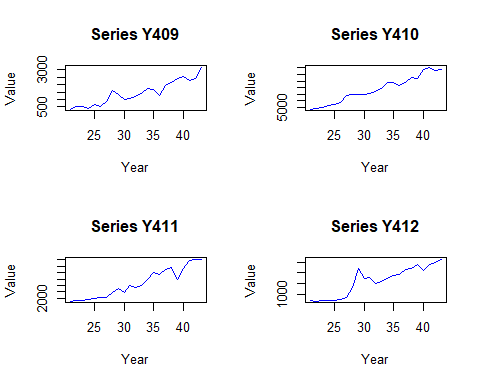 Series Y409
Value
500 3000
25 30 35 40
Year
Series Y410
Value
5000
25 30 35 40
Year
Series Y411
Value
2000
25 30 35 40
Year
Series Y412
Value
1000
25 30 35 40
Year